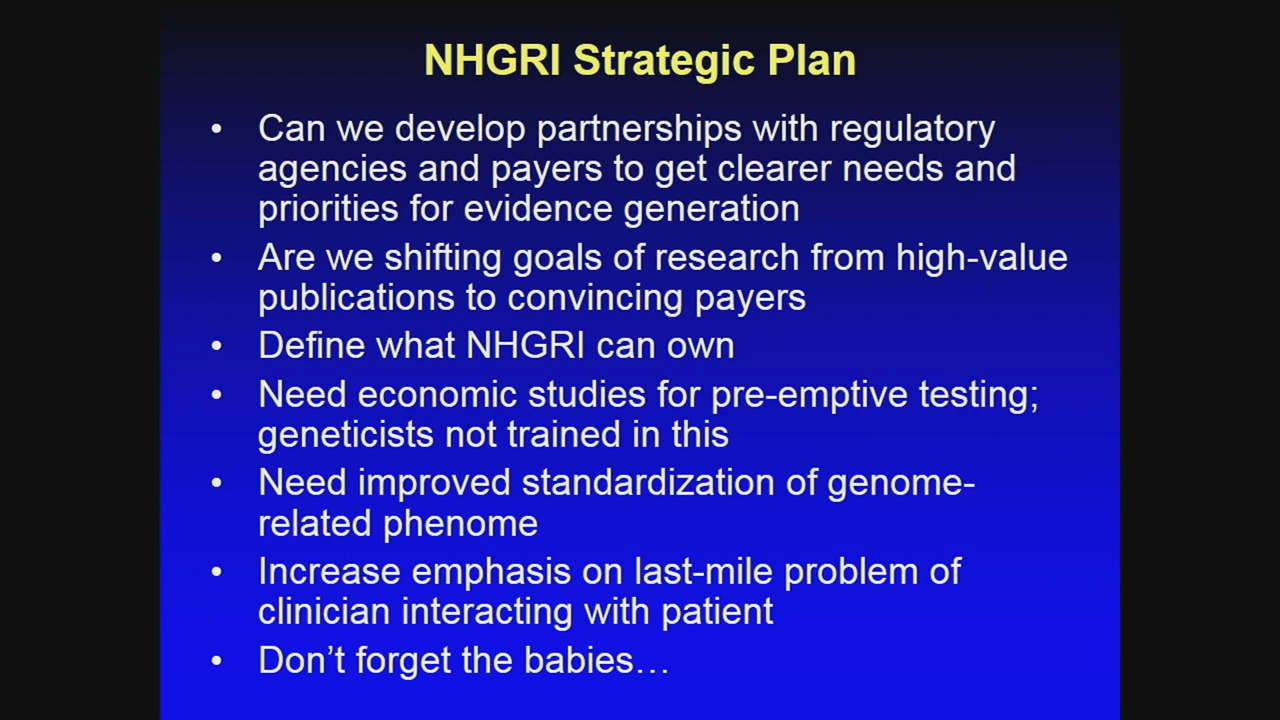 NHGRI Strategic Plan
• Can we develop partnerships with regulatory
agencies and payers to get clearer needs and
priorities for evidence generation
• Are we shifting goals of research from high-value
publications to convincing payers
• Define what NHGRI can own
• Need economic studies for pre-emptive testing;
geneticists not trained in this
• Need improved standardization of genome-
related phenome
• Increase emphasis on last-mile problem of
clinician interacting with patient
• Don’t forget the babies…